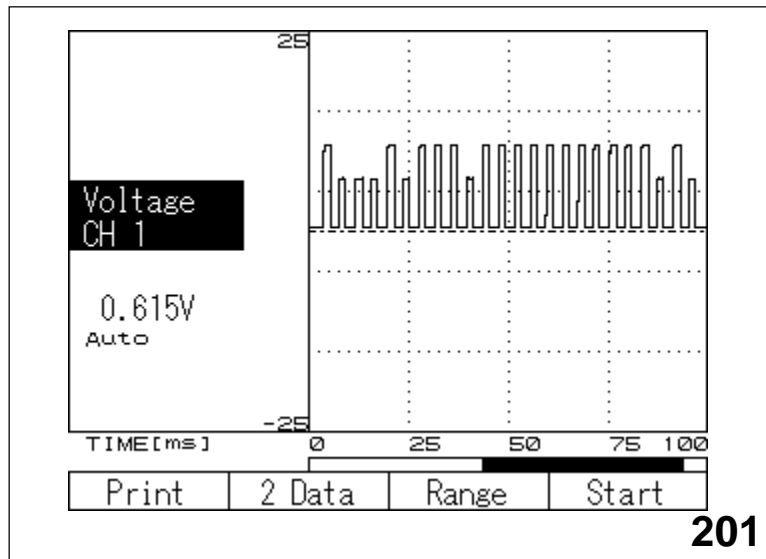 25
Voltage
CH 1
0.615V
Auto
-25
TIME[ms] 0 25 50 75 100
Print 2 Data Range Start
201